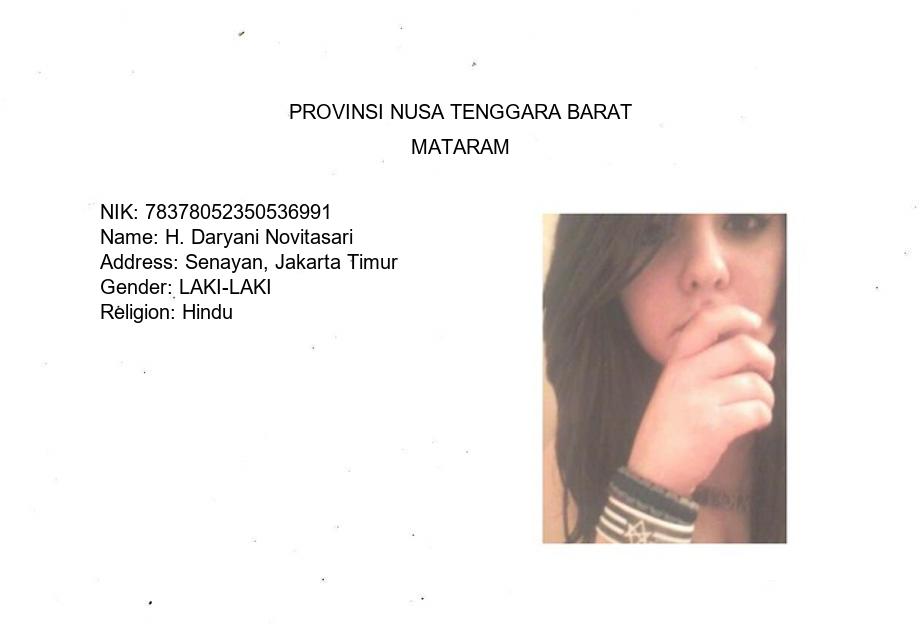 PROVINSI NUSA TENGGARA BARAT
MATARAM
NIK: 78378052350536991
Name: H. Daryani Novitasari
Address: Senayan, Jakarta Timur
Gender: LAKI-LAKI
Religion: Hindu